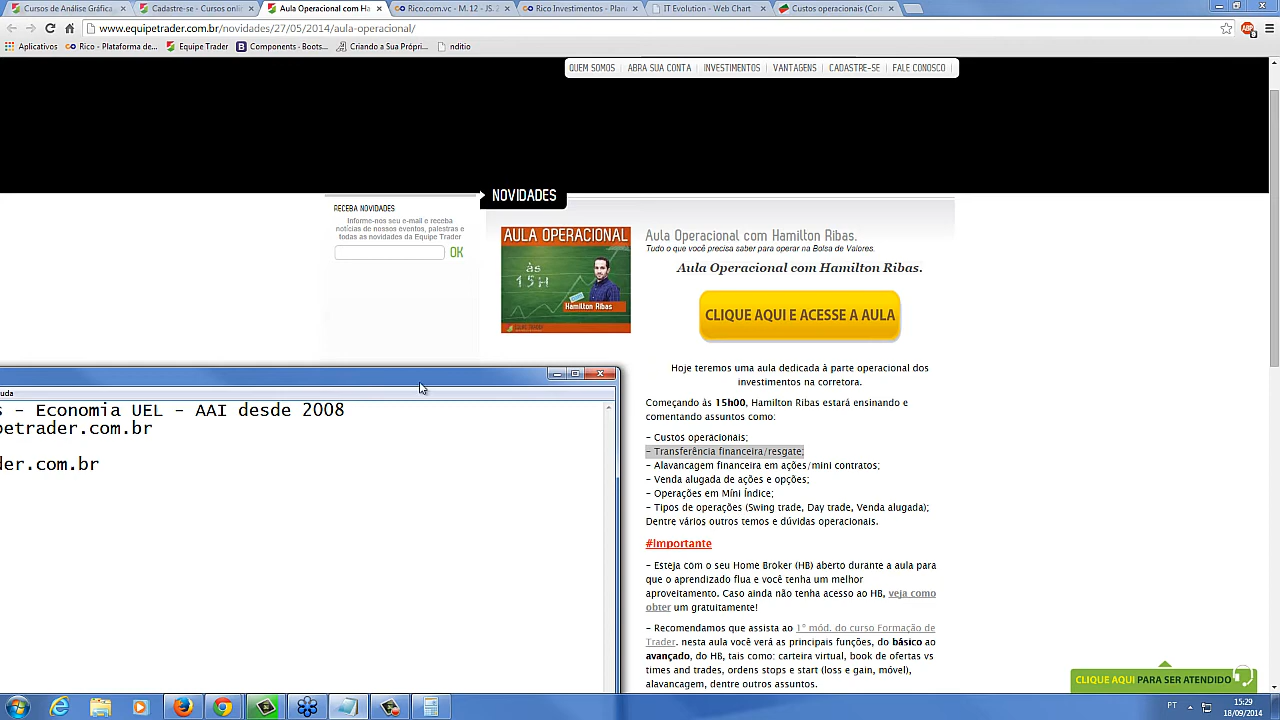 Cursos de Análise Gráfica
Cadastre-se - Cursos onlin
Aula Operacional com Ha
Rico.com.vc - M. 12 - JS. 2
Rico Investimentos - Plan
IT Evolution - Web Chart
Custos operacionais (Cor
www.equipetrader.com.br/novidades/27/05/2014/aula-operacional/
Aplicativos
Rico - Plataforma de...
Equipe Trader
Components - Boots...
Criando a Sua Própri...
nditio
QUEM SOMOS
ABRA SUA CONTA
INVESTIMENTOS
VANTAGENS
CADASTRE-SE
FALE CONOSCO
NOVIDADES
RECEBA NOVIDADES
Informe-nos seu e-mail e receba
notícias de nossos eventos, palestras e
todas as novidades da Equipe Trader
OK
AULA OPERACIONAL
às
15H
Hamilton Ribas
Aula Operacional com Hamilton Ribas.
Tudo o que você precisa saber para operar na Bolsa de Valores.
Aula Operacional com Hamilton Ribas.
CLIQUE AQUI E ACESSE A AULA
Hoje teremos uma aula dedicada à parte operacional dos
investimentos na corretora.
Começando às 15h00, Hamilton Ribas estará ensinando e
comentando assuntos como:
- Custos operacionais;
- Transferência financeira/resgate;
- Alavancagem financeira em ações/mini contratos;
- Venda alugada de ações e opções;
- Operações em Míni Índice;
- Tipos de operações (Swing trade, Day trade, Venda alugada);
Dentre vários outros temos e dúvidas operacionais.
#Importante
- Esteja com o seu Home Broker (HB) aberto durante a aula para
que o aprendizado flua e você tenha um melhor
aproveitamento. Caso ainda não tenha acesso ao HB, veja como
obter um gratuitamente!
- Recomendamos que assista ao 1° mód. do curso Formação de
Trader. nesta aula você verá as principais funções, do básico ao
avançado, do HB, tais como: carteira virtual, book de ofertas vs
times and trades, ordens stops e start (loss e gain, móvel),
alavancagem, dentre outros assuntos.
uda
s - Economia UEL - AAI desde 2008
petrader.com.br
der.com.br
CLIQUE AQUI PARA SER ATENDIDO
PT
15:29
18/09/2014